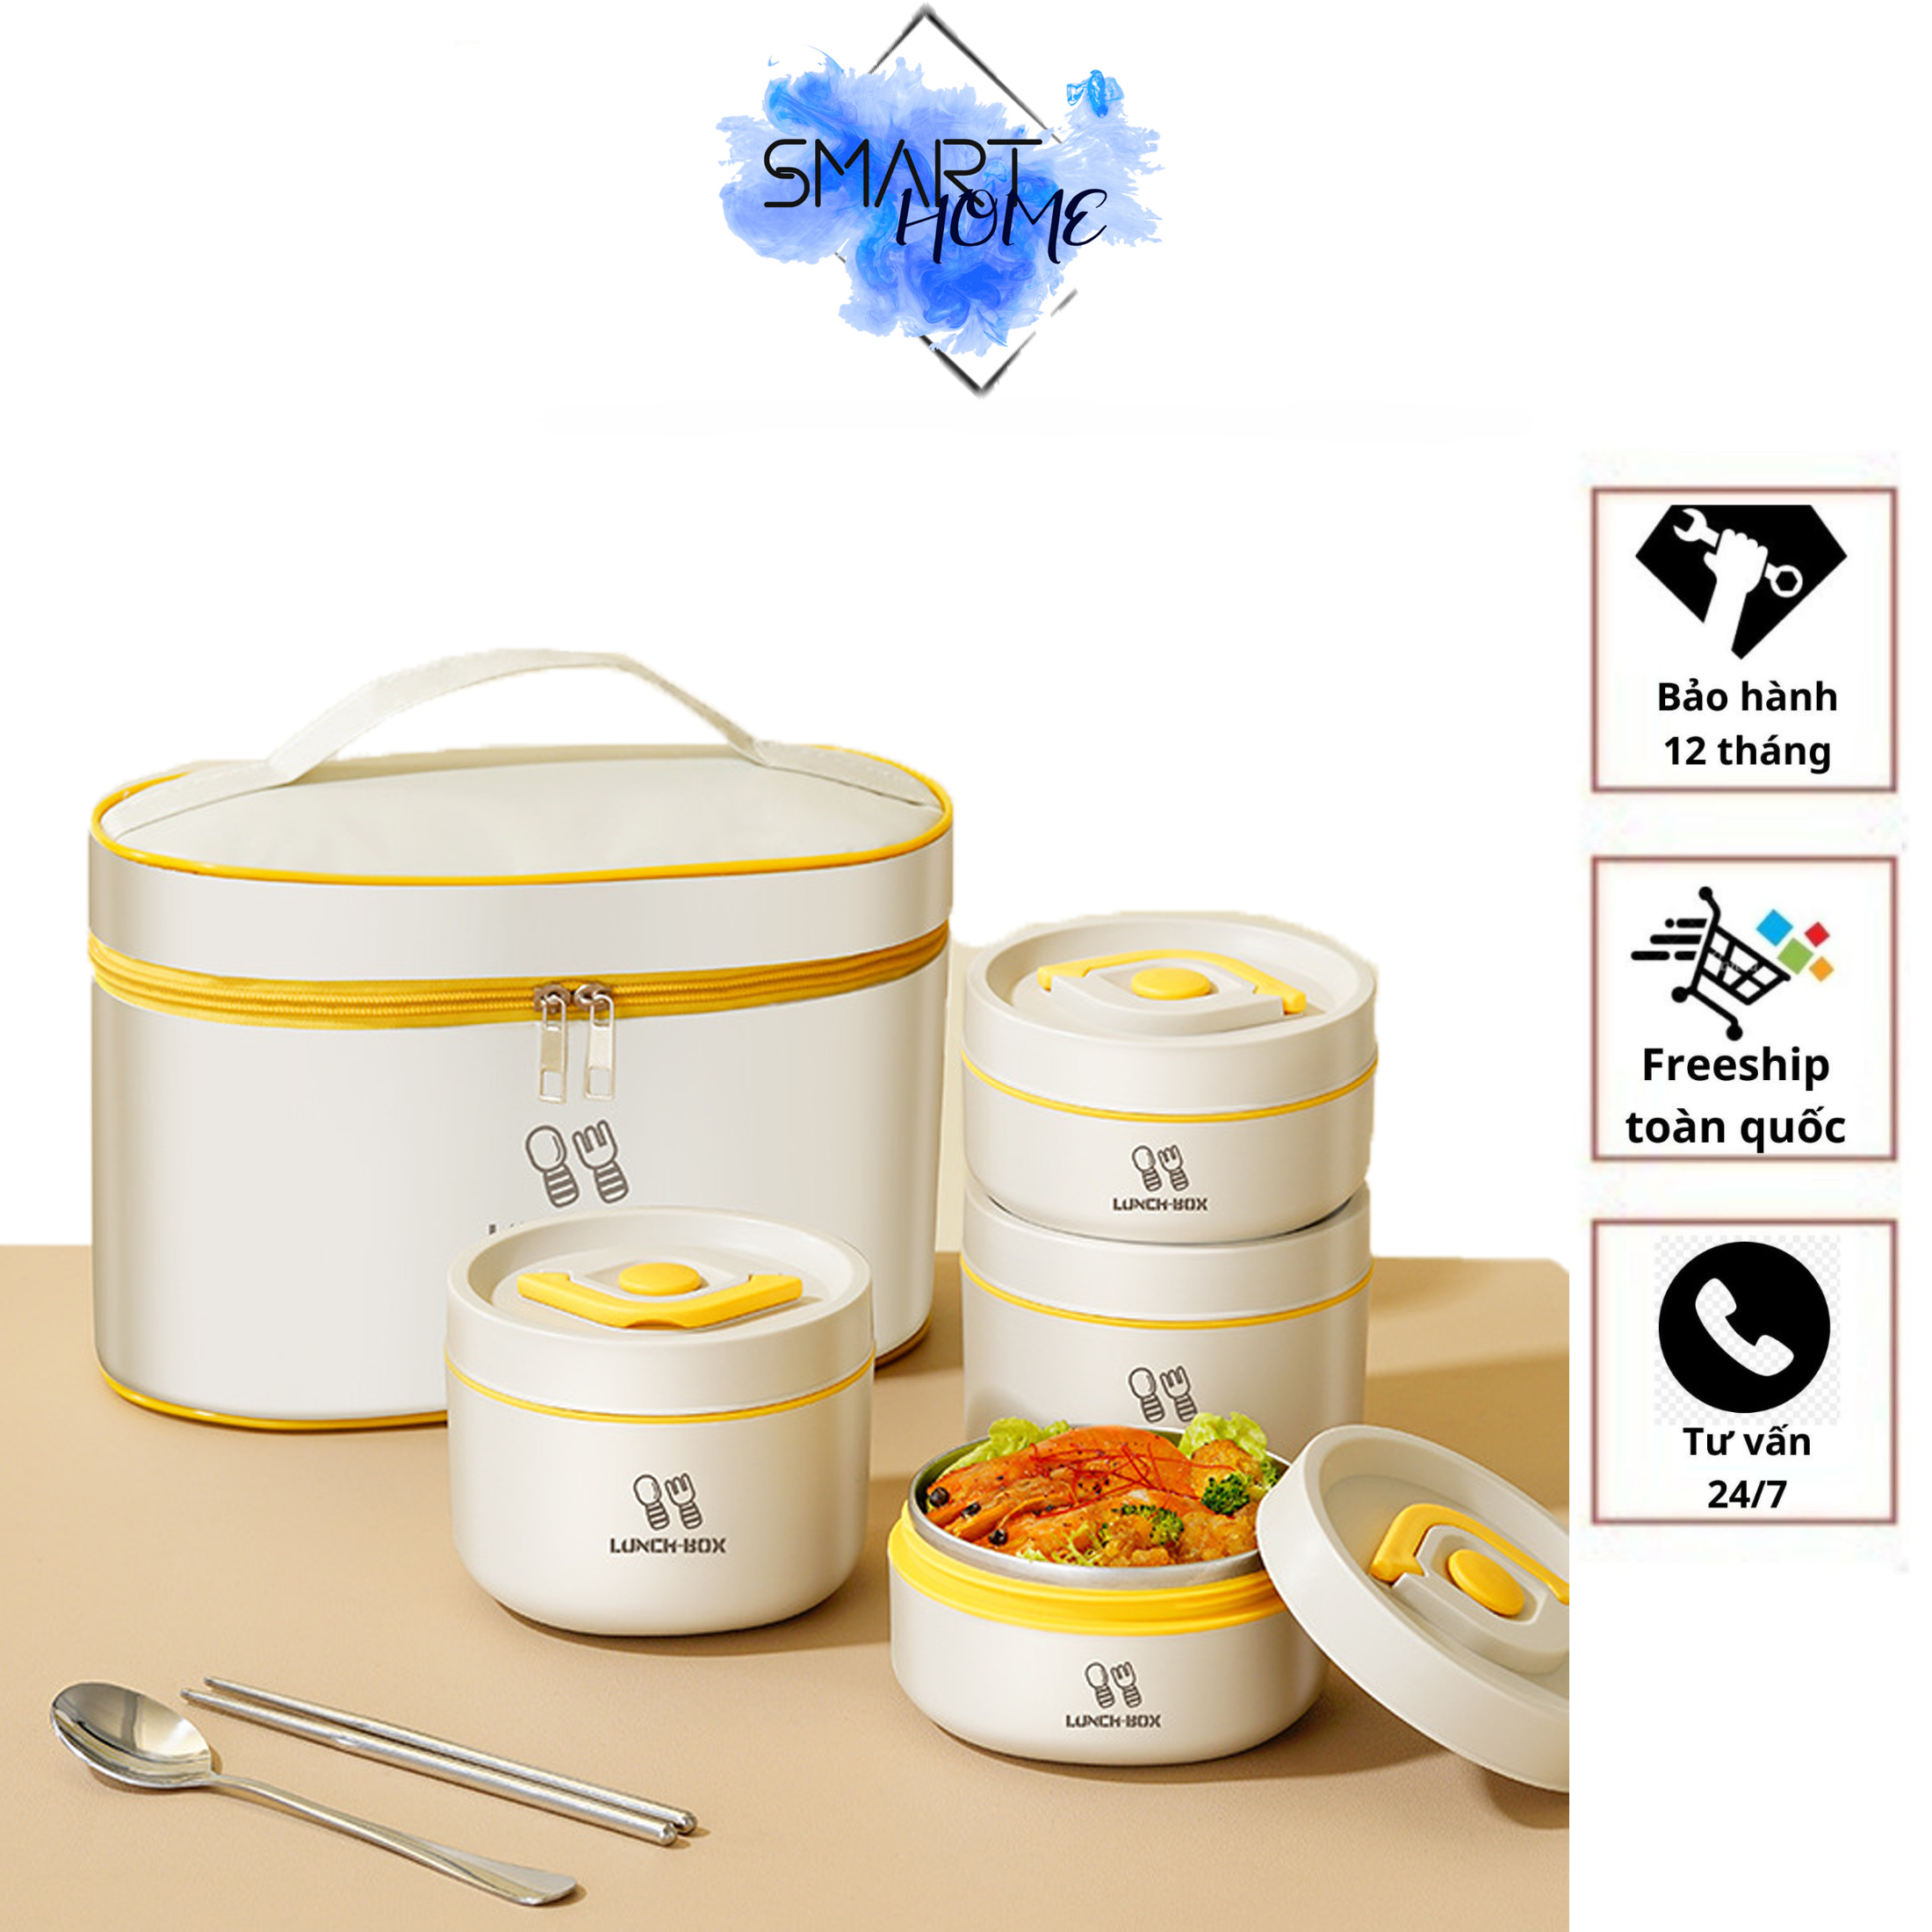 SMART
HOME
Bảo hành
12 tháng
Freeship
toàn quốc
LUNCH-BOX
LUNCH-BOX
LUNCH-BOX
Tư vấn
24/7